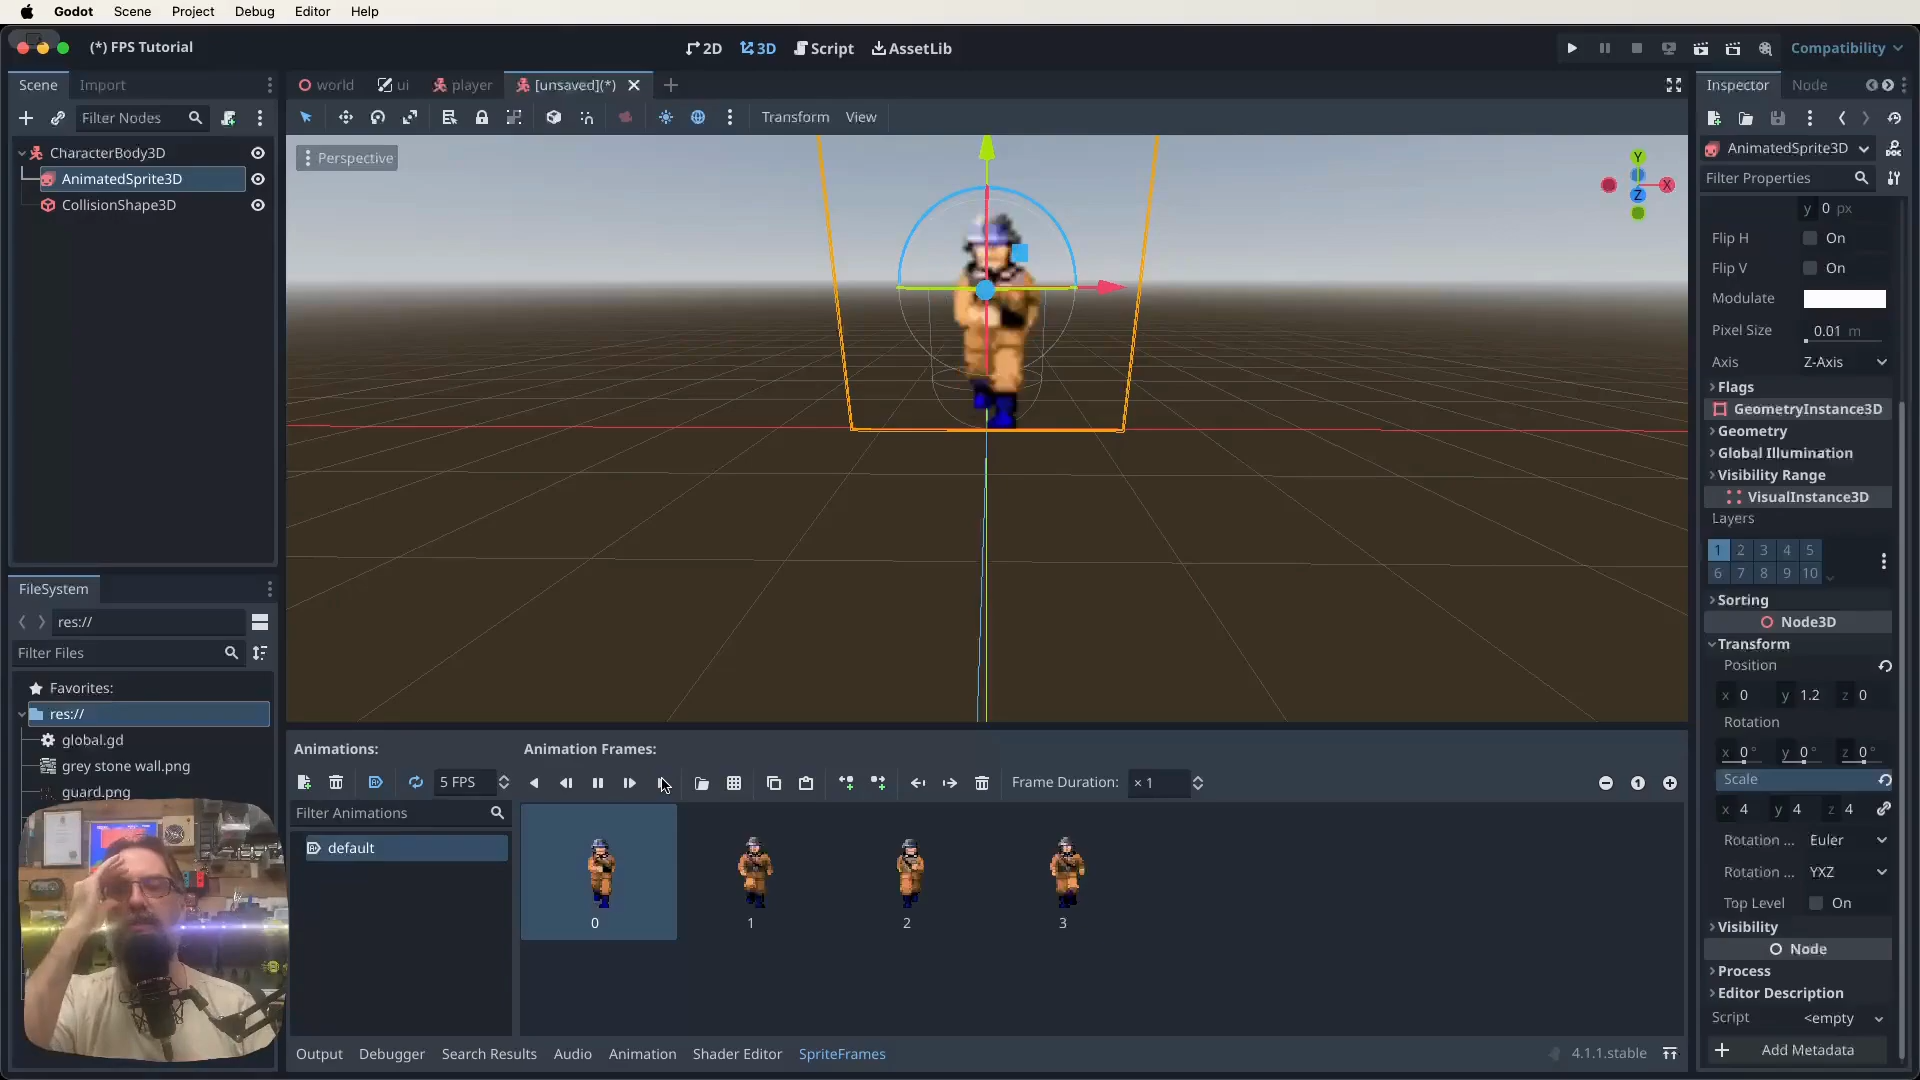 Godot Scene Project Debug Editor Help
(*) FPS Tutorial
2D 3D Script AssetLib
Compatibility
Scene Import
world ui player [unsaved](*)
Inspector Node
Filter Nodes
Transform View
CharacterBody3D
AnimatedSprite3D
CollisionShape3D
Perspective
Y
X
Z
AnimatedSprite3D
Filter Properties
y 0 px
Flip H On
Flip V On
Modulate
Pixel Size 0.01 m
Axis Z-Axis
Flags
GeometryInstance3D
Geometry
Global Illumination
Visibility Range
VisualInstance3D
Layers
1 2 3 4 5
6 7 8 9 10
Sorting
Node3D
Transform
Position
x 0 y 1.2 z 0
Rotation
x 0 ° y 0 ° z 0 °
Scale
x 4 y 4 z 4
Rotation ... Euler
Rotation ... YXZ
Top Level On
Visibility
Node
Process
Editor Description
Script <empty
Add Metadata
FileSystem
res://
Filter Files
Favorites:
res://
global.gd
grey stone wall.png
guard.png
Animations: Animation Frames:
5 FPS
Frame Duration: × 1
1
Filter Animations
default
0 1 2 3
Output Debugger Search Results Audio Animation Shader Editor SpriteFrames
4.1.1.stable